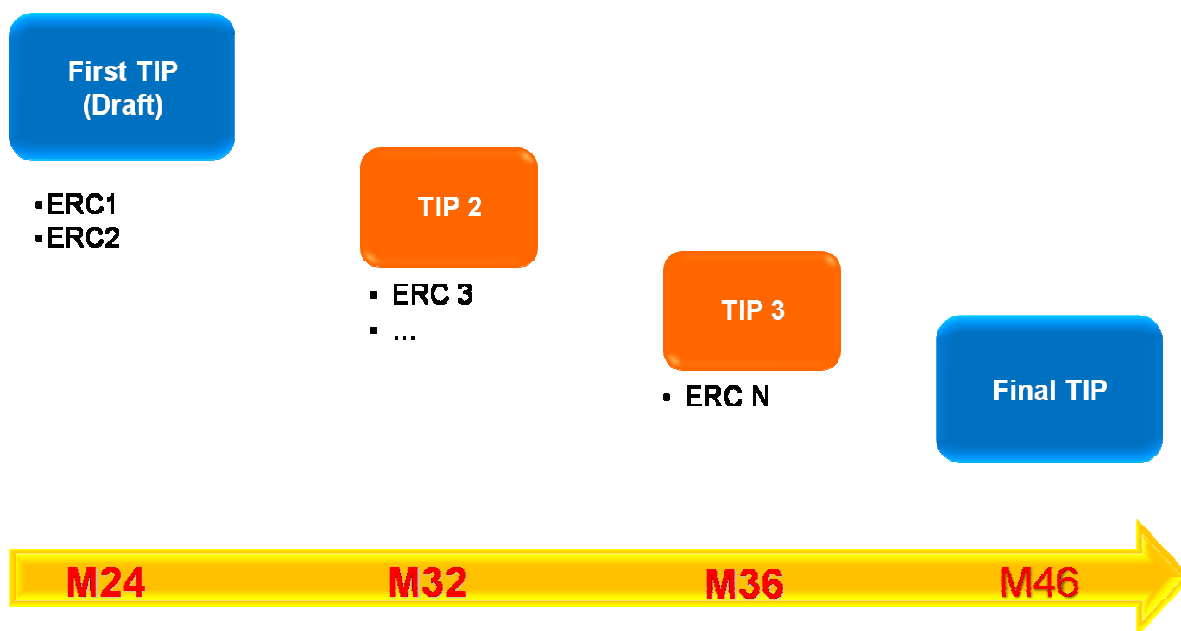 First TIP
(Draft)
▪ERC1
▪ERC2
TIP 2
▪ ERC 3
▪ ...
TIP 3
▪ ERC N
Final TIP
M24
M32
M36
M46